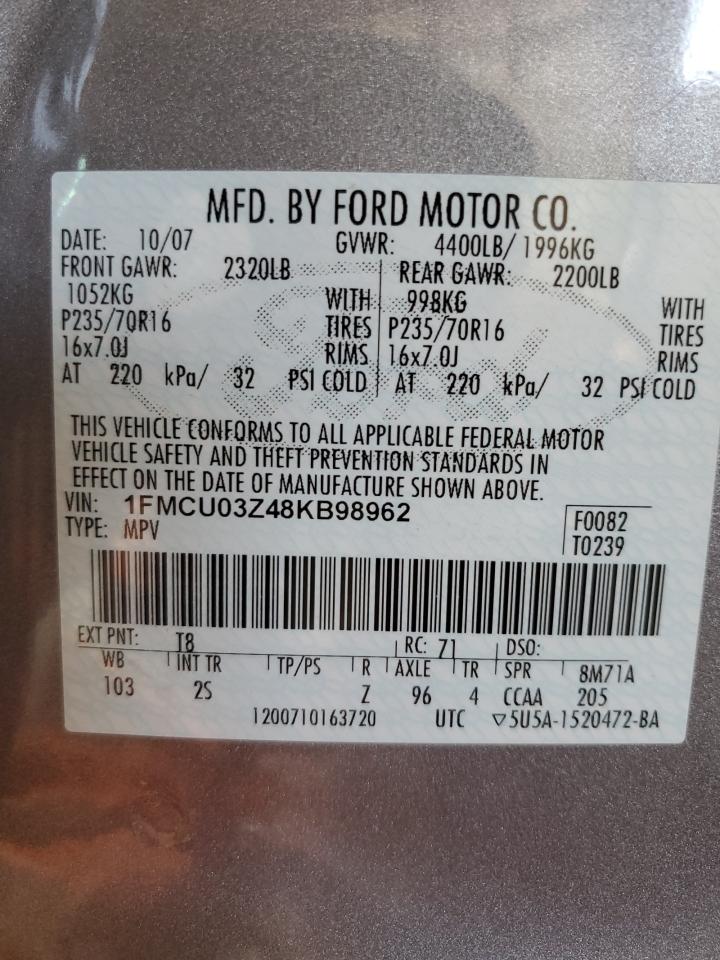 MFD. BY FORD MOTOR CO.
DATE: 10/07 GVWR: 4400LB/ 1996KG
FRONT GAWR: 2320LB REAR GAWR: 2200LB
1052KG WITH 998KG WITH
P235/70R16 TIRES P235/70R16 TIRES
16x7.0J RIMS 16x7.0J RIMS
AT 220 kPa/ 32 PSI COLD AT 220 kPa/ 32 PSI COLD
THIS VEHICLE CONFORMS TO ALL APPLICABLE FEDERAL MOTOR
VEHICLE SAFETY AND THEFT PREVENTION STANDARDS IN
EFFECT ON THE DATE OF MANUFACTURE SHOWN ABOVE.
VIN: 1FMCU03Z48KB98962
TYPE: MPV
F0082
T0239
EXT PNT: T8 RC: 71 DSO:
WB INT TR TP/PS R AXLE TR SPR 8M71A
103 2S Z 96 4 CCAA 205
1200710163720 UTC ▽5U5A-1520472-BA